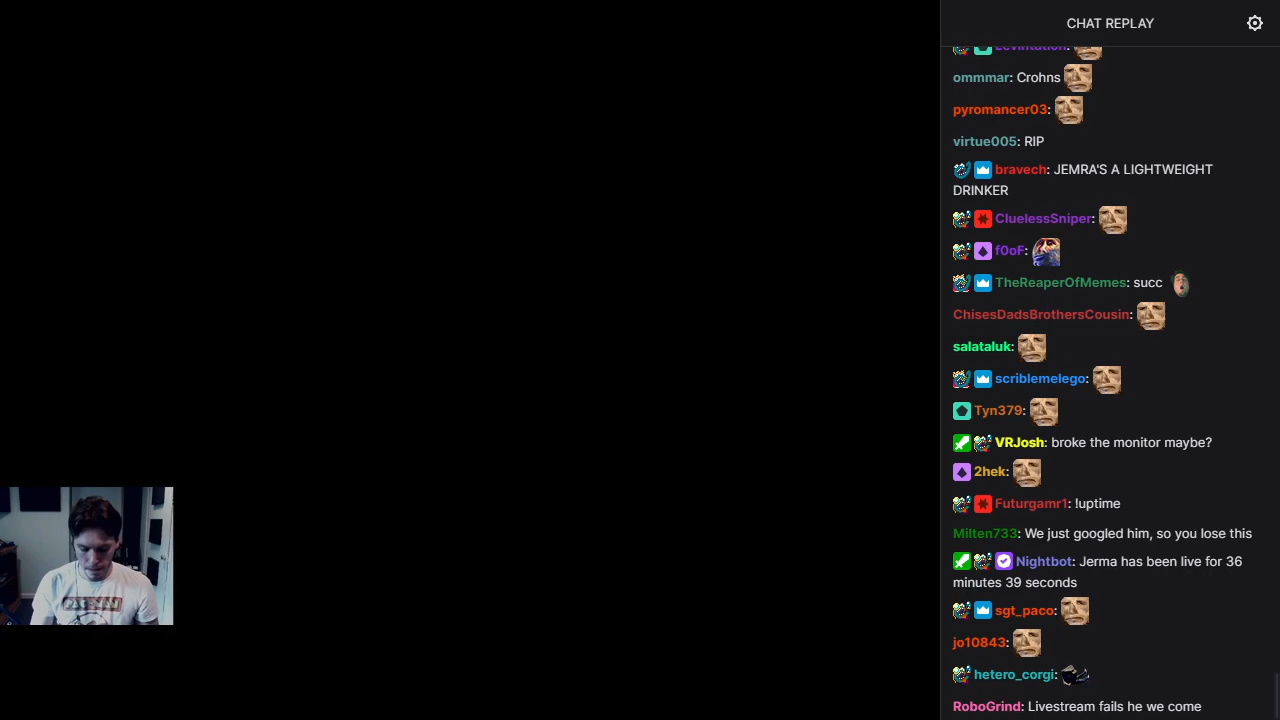 CHAT REPLAY
Levintation:
ommmar: Crohns
pyromancer03:
virtue005: RIP
bravech: JEMRA'S A LIGHTWEIGHT
DRINKER
CluelessSniper:
f0oF:
TheReaperOfMemes: succ
ChisesDadsBrothersCousin:
salataluk:
scriblemelego:
Tyn379:
VRJosh: broke the monitor maybe?
2hek:
Futurgamr1: !uptime
Milten733: We just googled him, so you lose this
Nightbot: Jerma has been live for 36
minutes 39 seconds
sgt_paco:
jo10843:
hetero_corgi:
RoboGrind: Livestream fails he we come